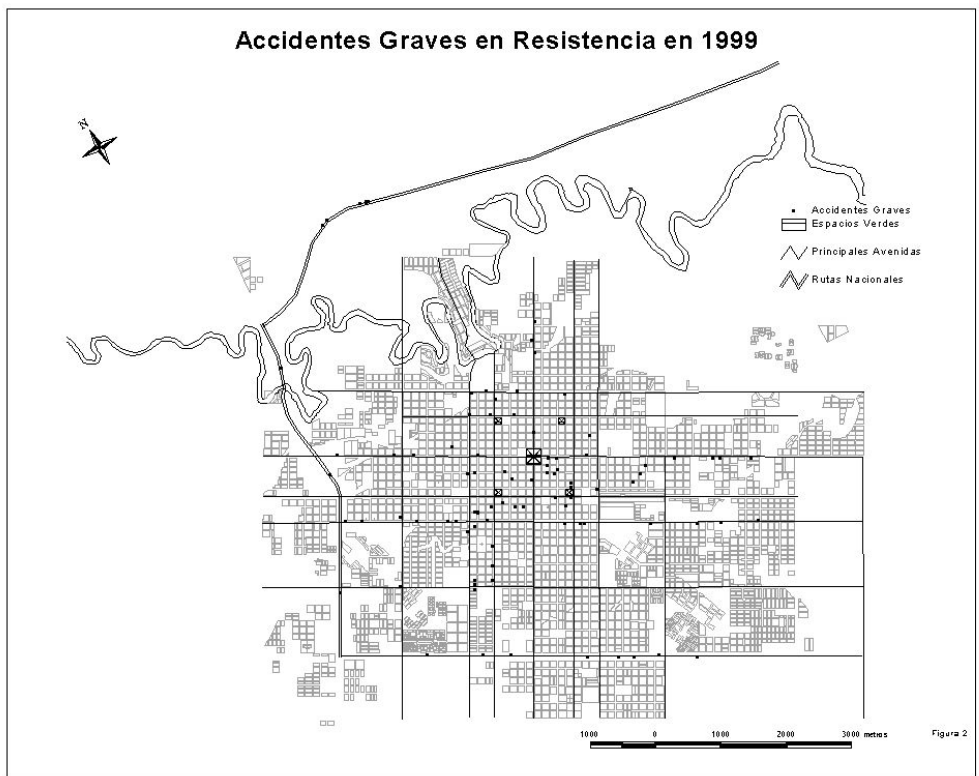 Accidentes Graves en Resistencia en 1999
N
Accidentes Graves
Espacios Verdes
Principales Avenidas
Rutas Nacionales
1000 0 1000 2000 3000 metros
Figura 2